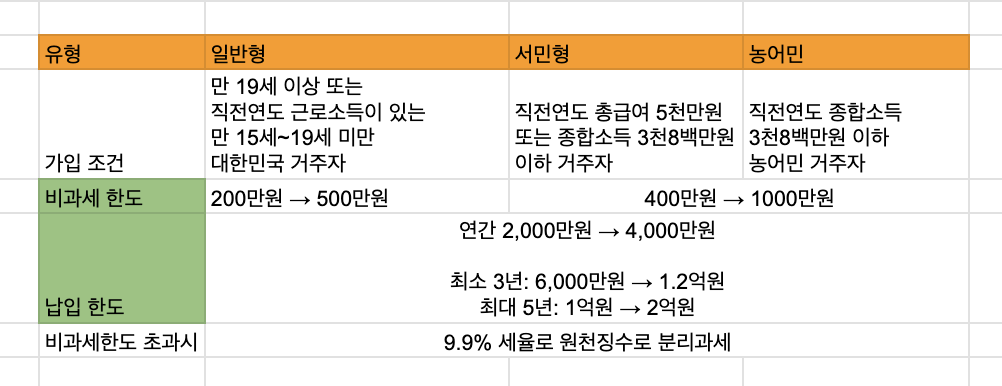 유형 일반형 서민형 농어민
가입 조건
만 19세 이상 또는
직전연도 근로소득이 있는
만 15세~19세 미만
대한민국 거주자
직전연도 총급여 5천만원
또는 종합소득 3천8백만원
이하 거주자
직전연도 종합소득
3천8백만원 이하
농어민 거주자
비과세 한도 200만원 → 500만원 400만원 → 1000만원
납입 한도
연간 2,000만원 → 4,000만원
최소 3년: 6,000만원 → 1.2억원
최대 5년: 1억원 → 2억원
비과세한도 초과시 9.9% 세율로 원천징수로 분리과세